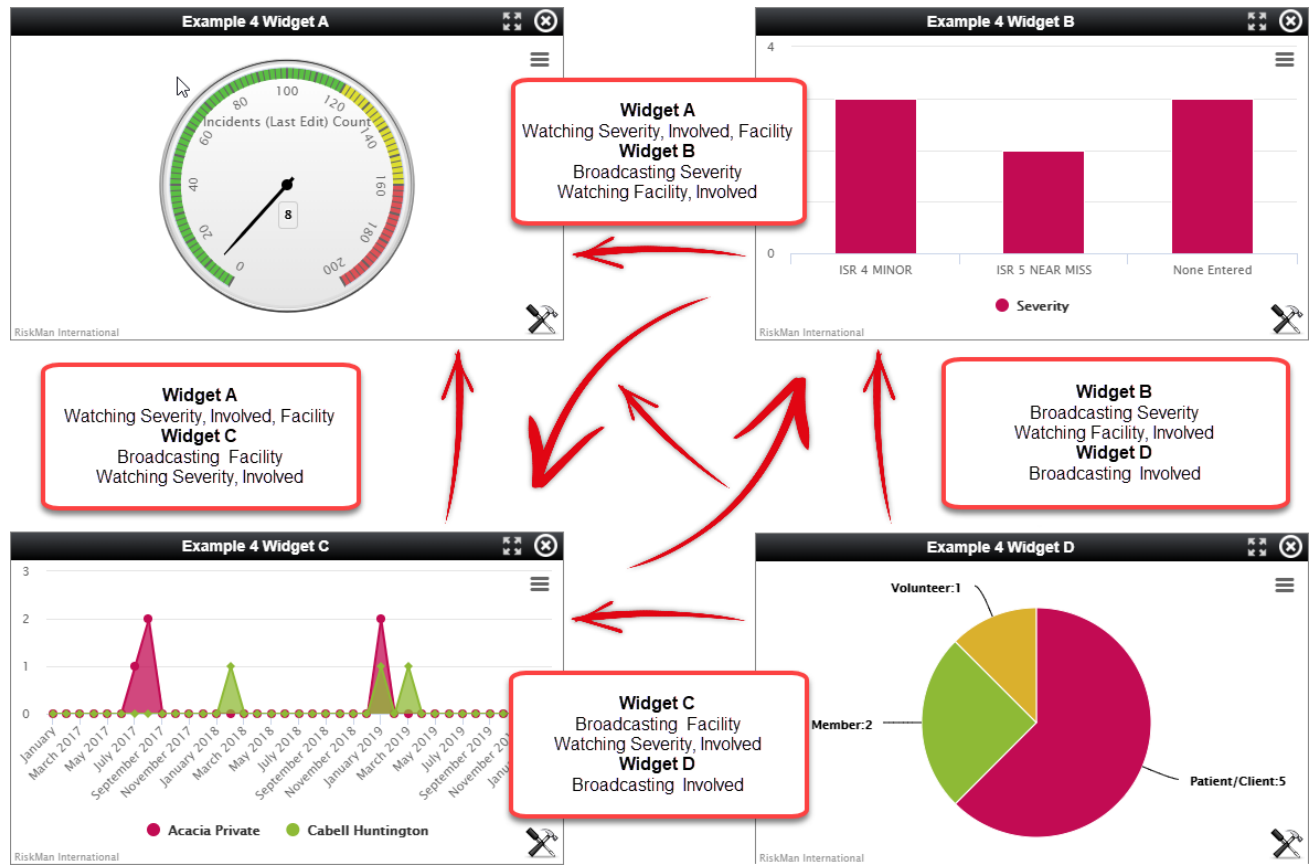 Example 4 Widget A
Incidents (Last Edit) Count
0
20
40
60
80
100
120
140
160
180
200
8
RiskMan International
Widget A
Watching Severity, Involved, Facility
Widget B
Broadcasting Severity
Watching Facility, Involved
Example 4 Widget B
4
0
ISR 4 MINOR
ISR 5 NEAR MISS
None Entered
Severity
RiskMan International
Widget A
Watching Severity, Involved, Facility
Widget C
Broadcasting Facility
Watching Severity, Involved
Widget B
Broadcasting Severity
Watching Facility, Involved
Widget D
Broadcasting Involved
Example 4 Widget C
3
2
1
0
January
March 2017
May 2017
July 2017
September 2017
November 2017
January 2018
March 2018
May 2018
July 2018
September 2018
November 2018
January 2019
March 2019
May 2019
July 2019
September 2019
Acacia Private
Cabell Huntington
RiskMan International
Widget C
Broadcasting Facility
Watching Severity, Involved
Widget D
Broadcasting Involved
Example 4 Widget D
Volunteer:1
Member:2
Patient/Client:5
RiskMan International